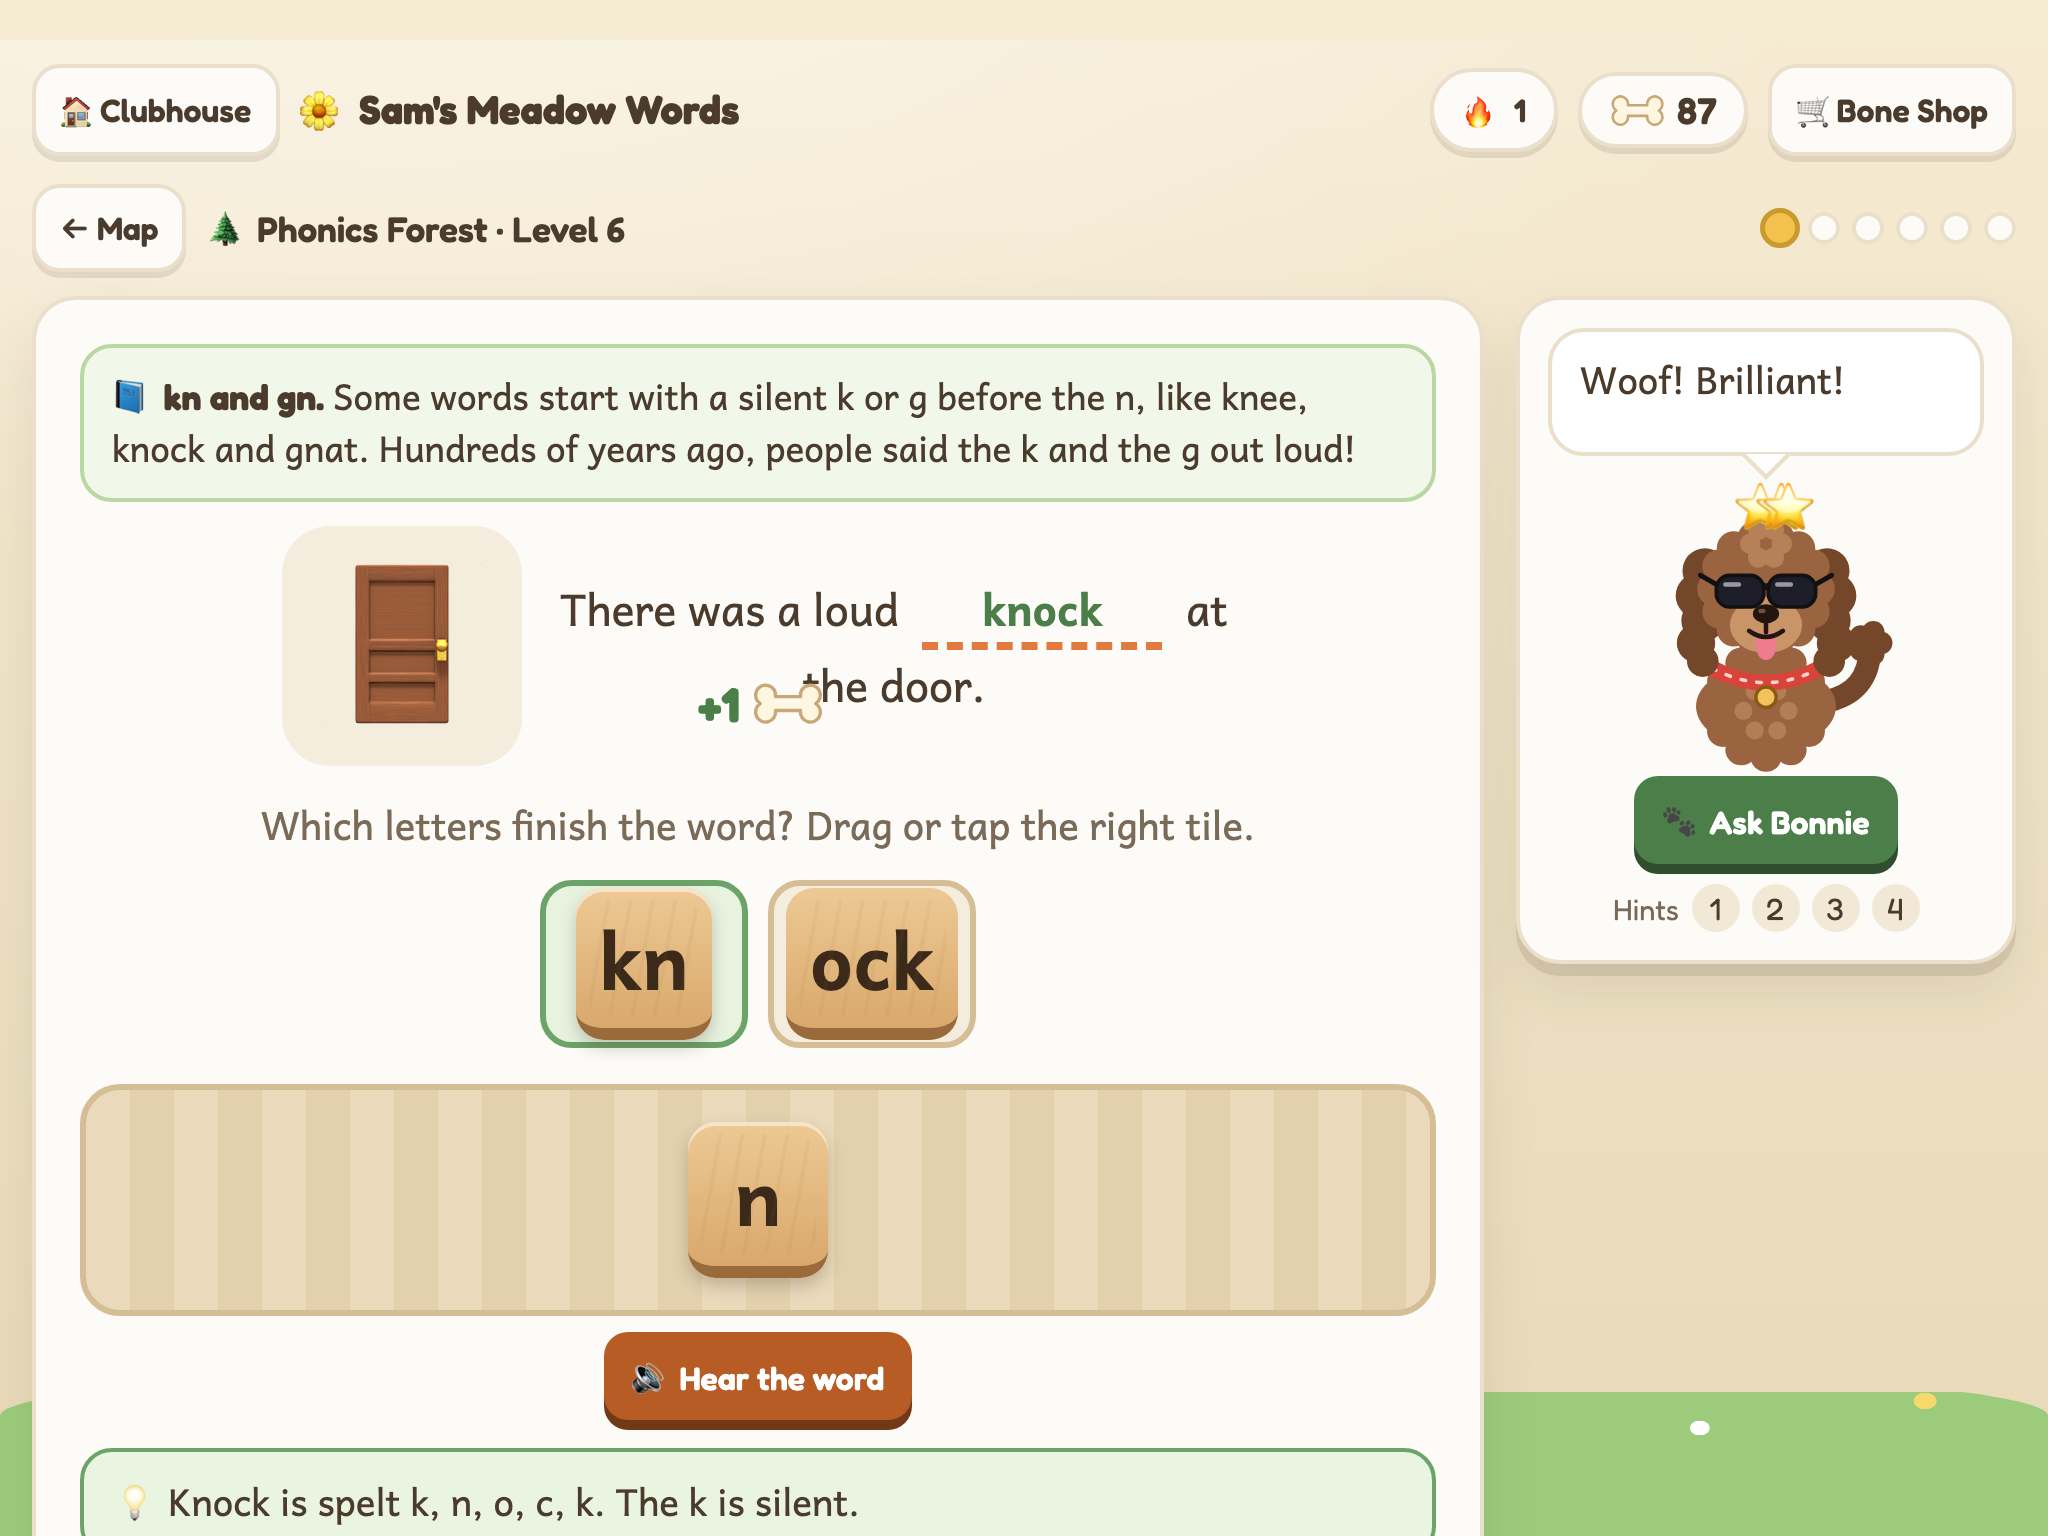 Clubhouse
Sam's Meadow Words
1
87
Bone Shop
← Map
Phonics Forest · Level 6
kn and gn. Some words start with a silent k or g before the n, like knee,
knock and gnat. Hundreds of years ago, people said the k and the g out loud!
Woof! Brilliant!
There was a loud knock at
the door.
+1
Which letters finish the word? Drag or tap the right tile.
Ask Bonnie
Hints 1 2 3 4
kn ock
n
Hear the word
Knock is spelt k, n, o, c, k. The k is silent.